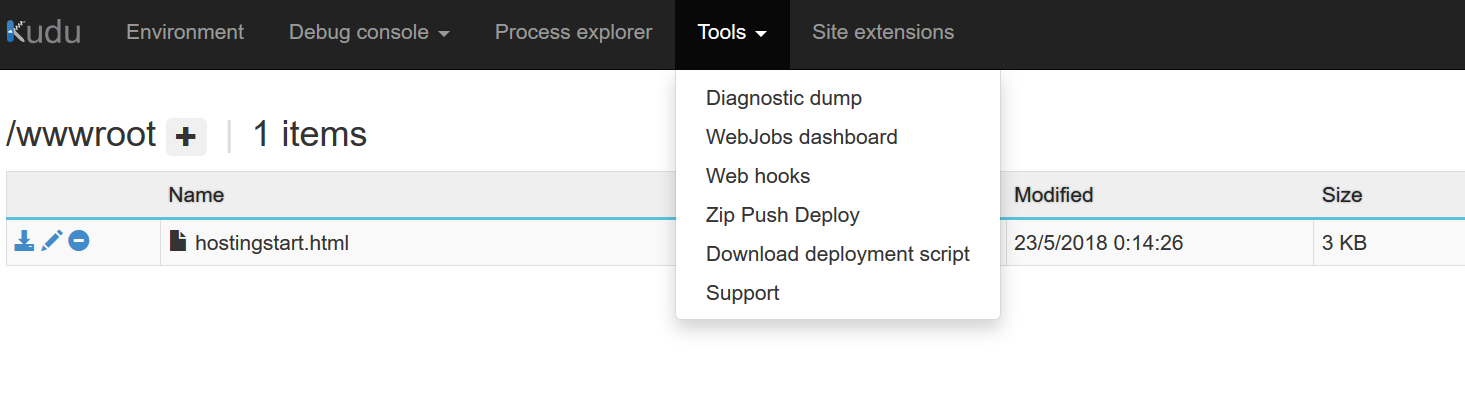 Kudu Environment Debug console Process explorer Tools Site extensions
Diagnostic dump
WebJobs dashboard
Web hooks
Zip Push Deploy
Download deployment script
Support
/wwwroot + | 1 items
Name Modified Size
hostingstart.html 23/5/2018 0:14:26 3 KB